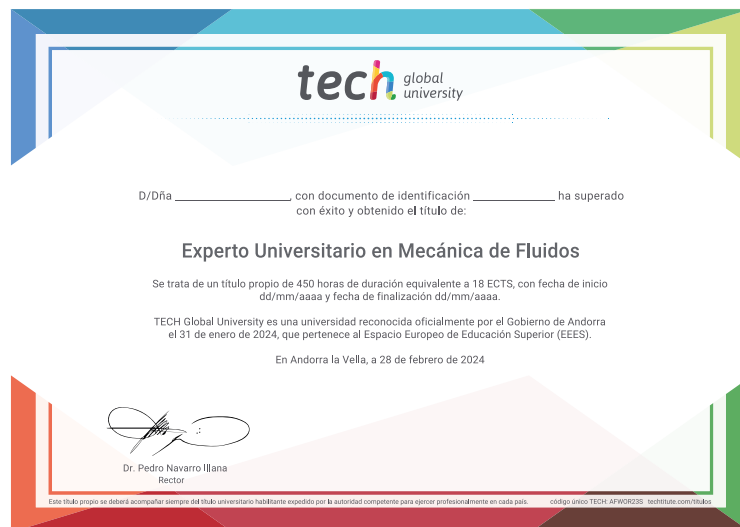 tech global
university
D/Dña ______________, con documento de identificación __________ ha superado
con éxito y obtenido el título de:
Experto Universitario en Mecánica de Fluidos
Se trata de un título propio de 450 horas de duración equivalente a 18 ECTS, con fecha de inicio
dd/mm/aaaa y fecha de finalización dd/mm/aaaa.
TECH Global University es una universidad reconocida oficialmente por el Gobierno de Andorra
el 31 de enero de 2024, que pertenece al Espacio Europeo de Educación Superior (EEES).
En Andorra la Vella, a 28 de febrero de 2024
Dr. Pedro Navarro Illana
Rector
Este título propio se deberá acompañar siempre del título universitario habilitante expedido por la autoridad competente para ejercer profesionalmente en cada país. código único TECH: AFWOR23S techtitute.com/titulos